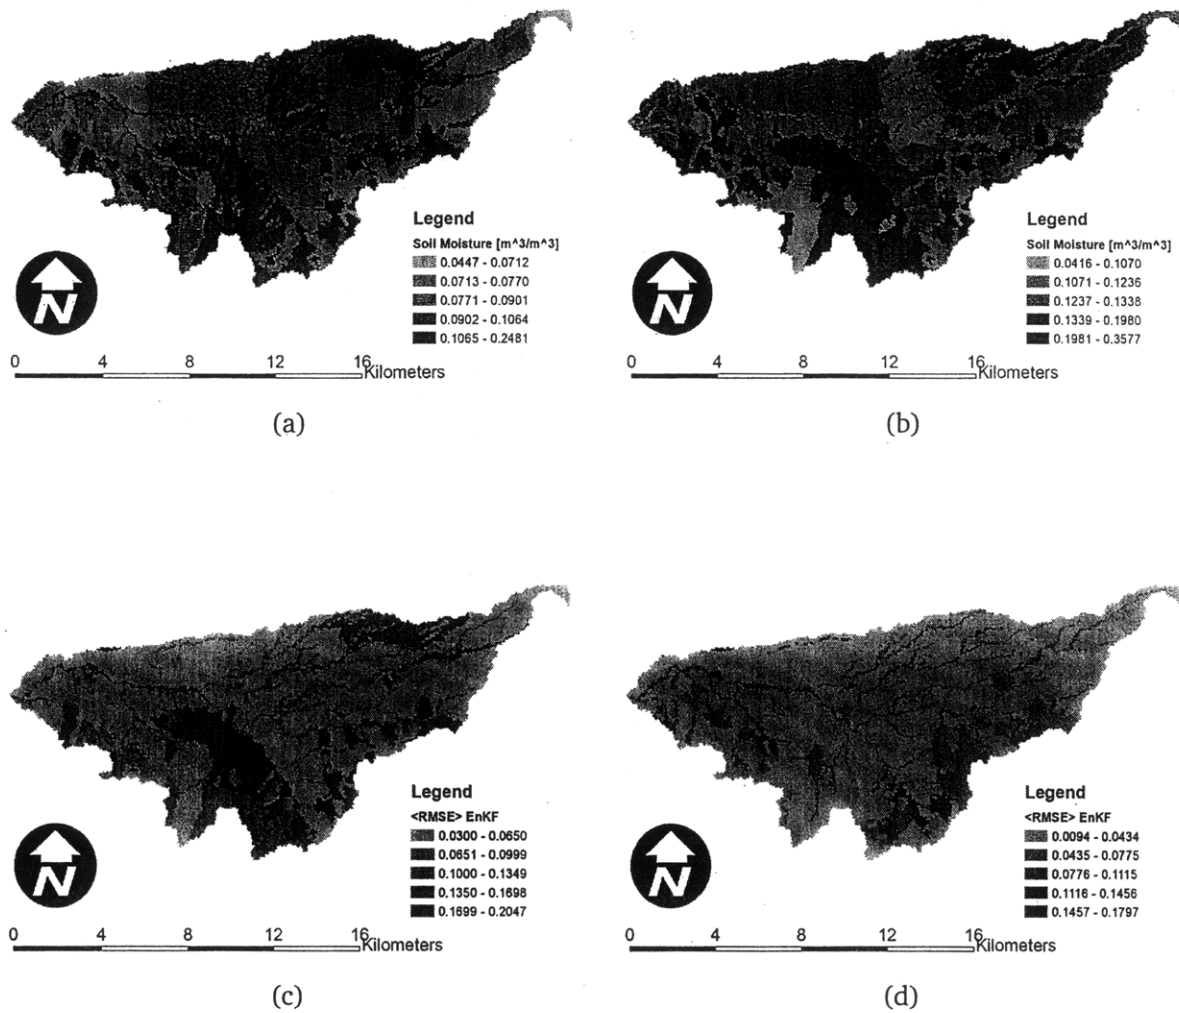 Legend
Soil Moisture [m^3/m^3]
0.0447 - 0.0712
0.0713 - 0.0770
0.0771 - 0.0901
0.0902 - 0.1064
0.1065 - 0.2481
N
0 4 8 12 16
Kilometers
(a)
Legend
Soil Moisture [m^3/m^3]
0.0416 - 0.1070
0.1071 - 0.1236
0.1237 - 0.1338
0.1339 - 0.1980
0.1981 - 0.3577
N
0 4 8 12 16
Kilometers
(b)
Legend
<RMSE> EnKF
0.0300 - 0.0650
0.0651 - 0.0999
0.1000 - 0.1349
0.1350 - 0.1698
0.1699 - 0.2047
N
0 4 8 12 16
Kilometers
(c)
Legend
<RMSE> EnKF
0.0094 - 0.0434
0.0435 - 0.0775
0.0776 - 0.1115
0.1116 - 0.1456
0.1457 - 0.1797
N
0 4 8 12 16
Kilometers
(d)